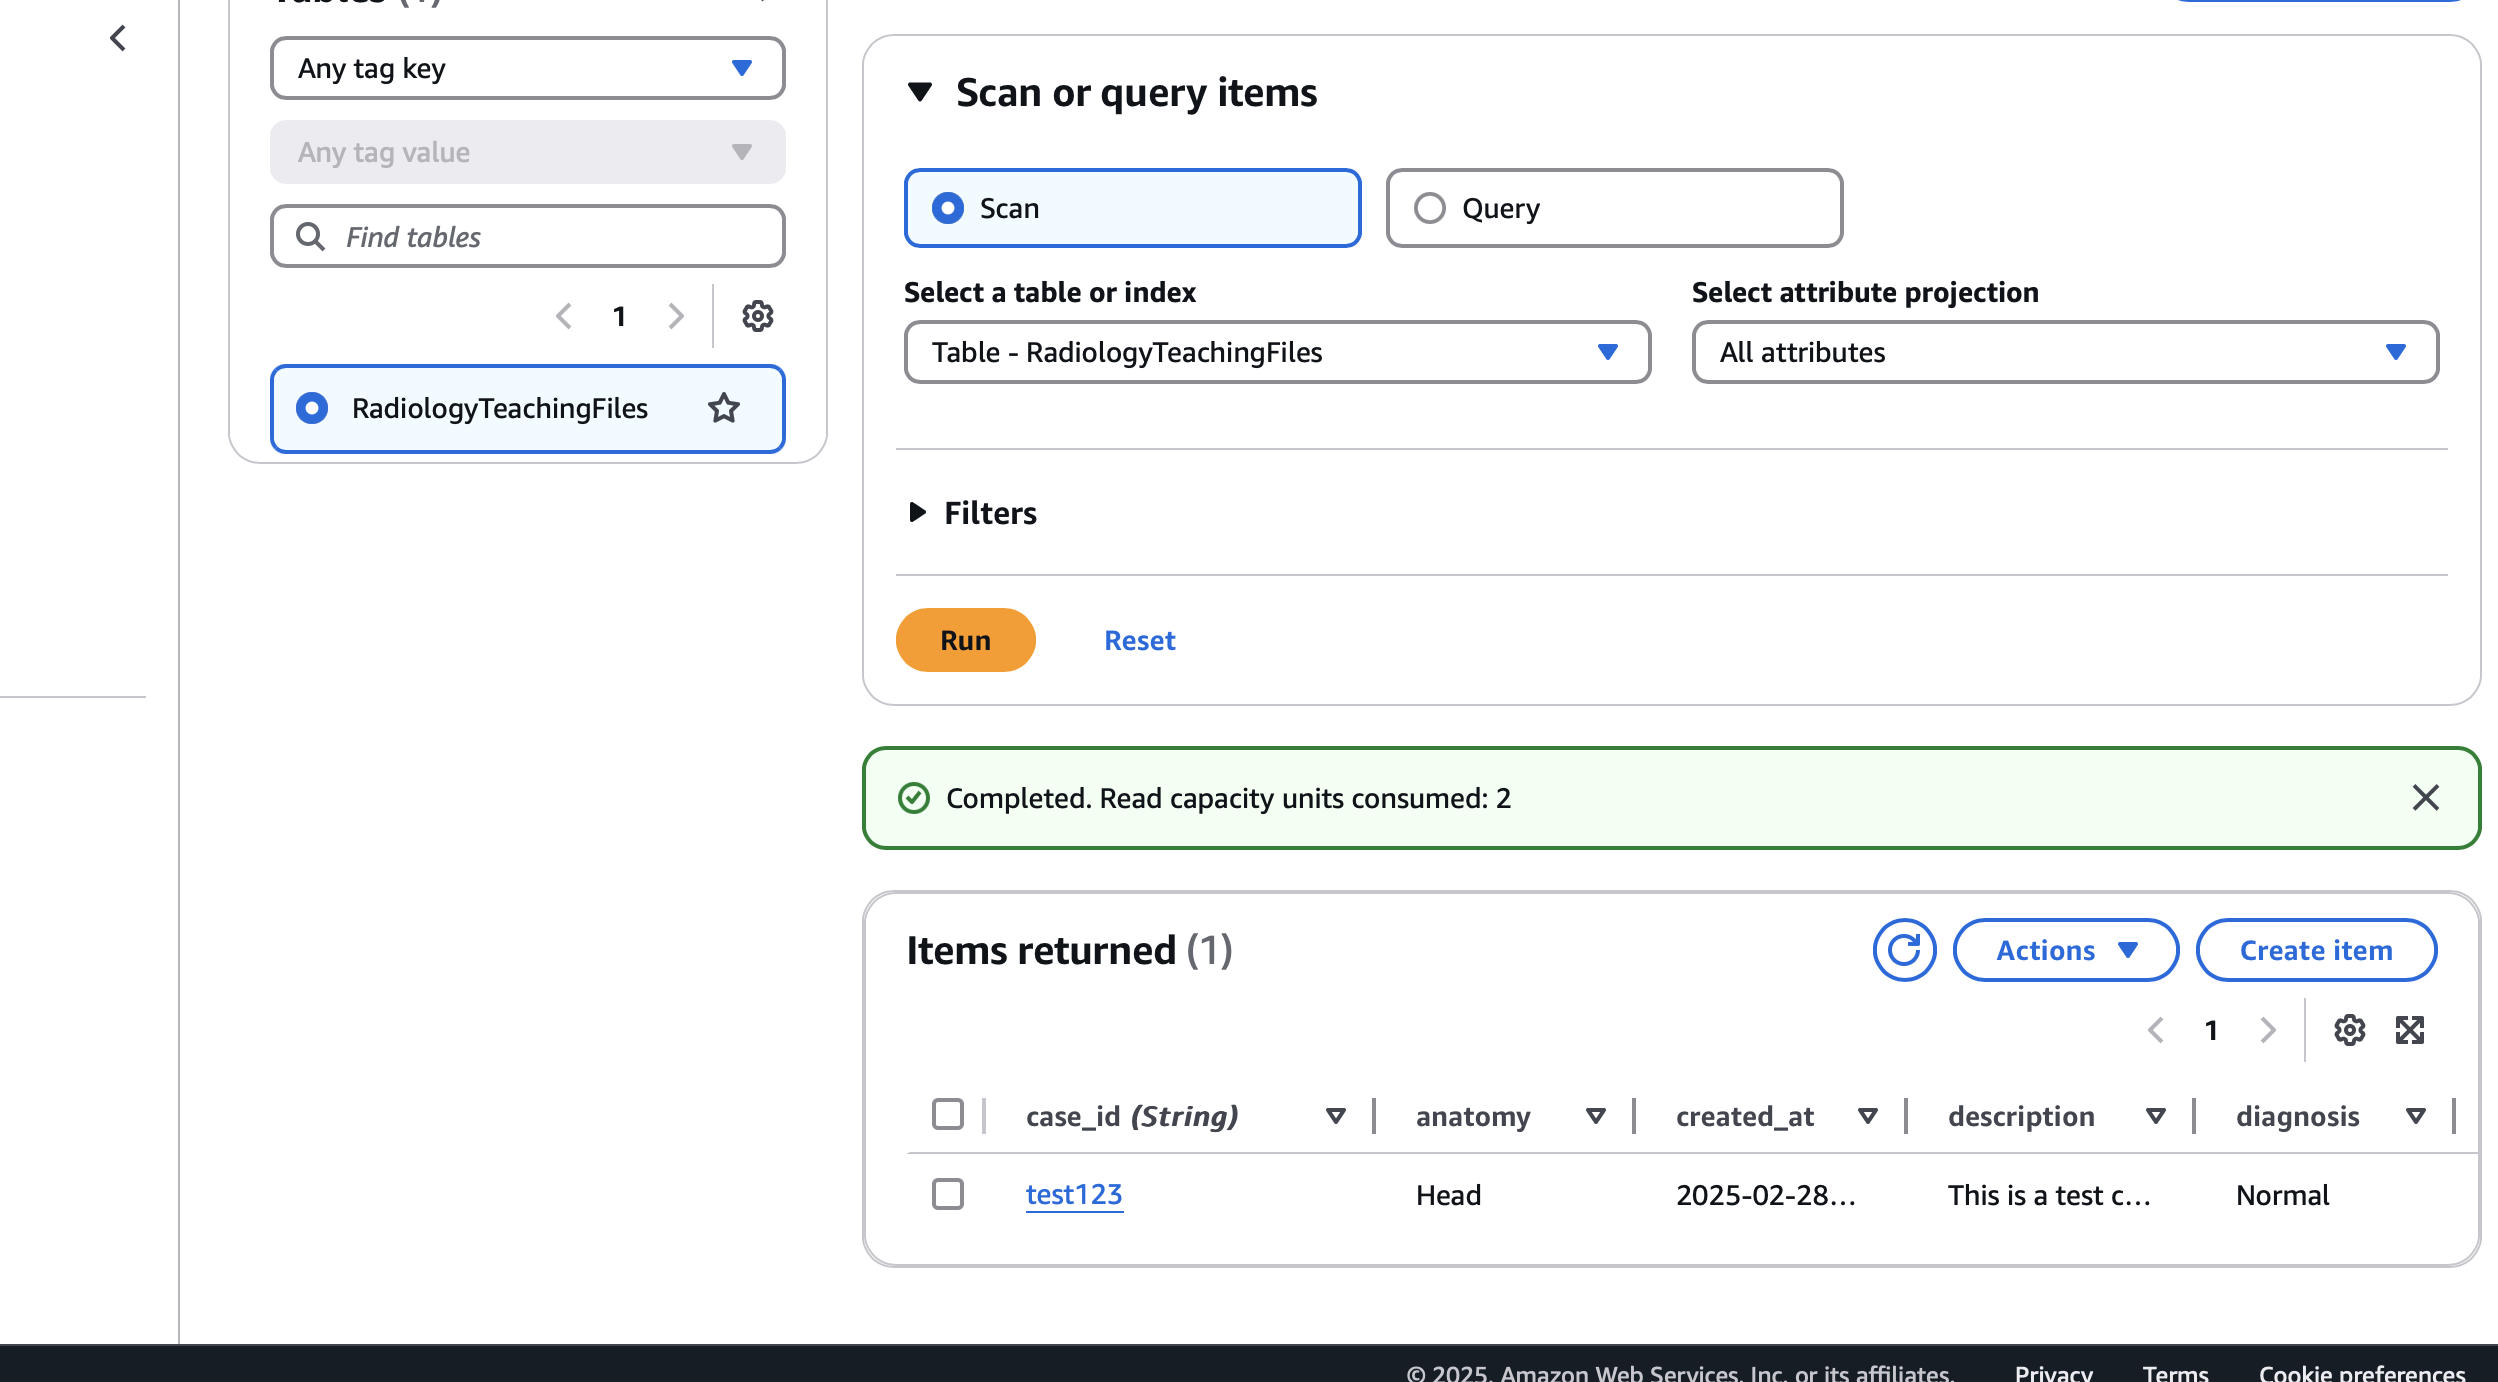 Tables (1)
Any tag key
Any tag value
Find tables
1
RadiologyTeachingFiles
Scan or query items
Scan
Query
Select a table or index
Select attribute projection
Table - RadiologyTeachingFiles
All attributes
Filters
Run
Reset
Completed. Read capacity units consumed: 2
Items returned (1)
Actions
Create item
1
case_id (String)
anatomy
created_at
description
diagnosis
test123
Head
2025-02-28...
This is a test c...
Normal
© 2025, Amazon Web Services, Inc. or its affiliates.
Privacy
Terms
Cookie preferences